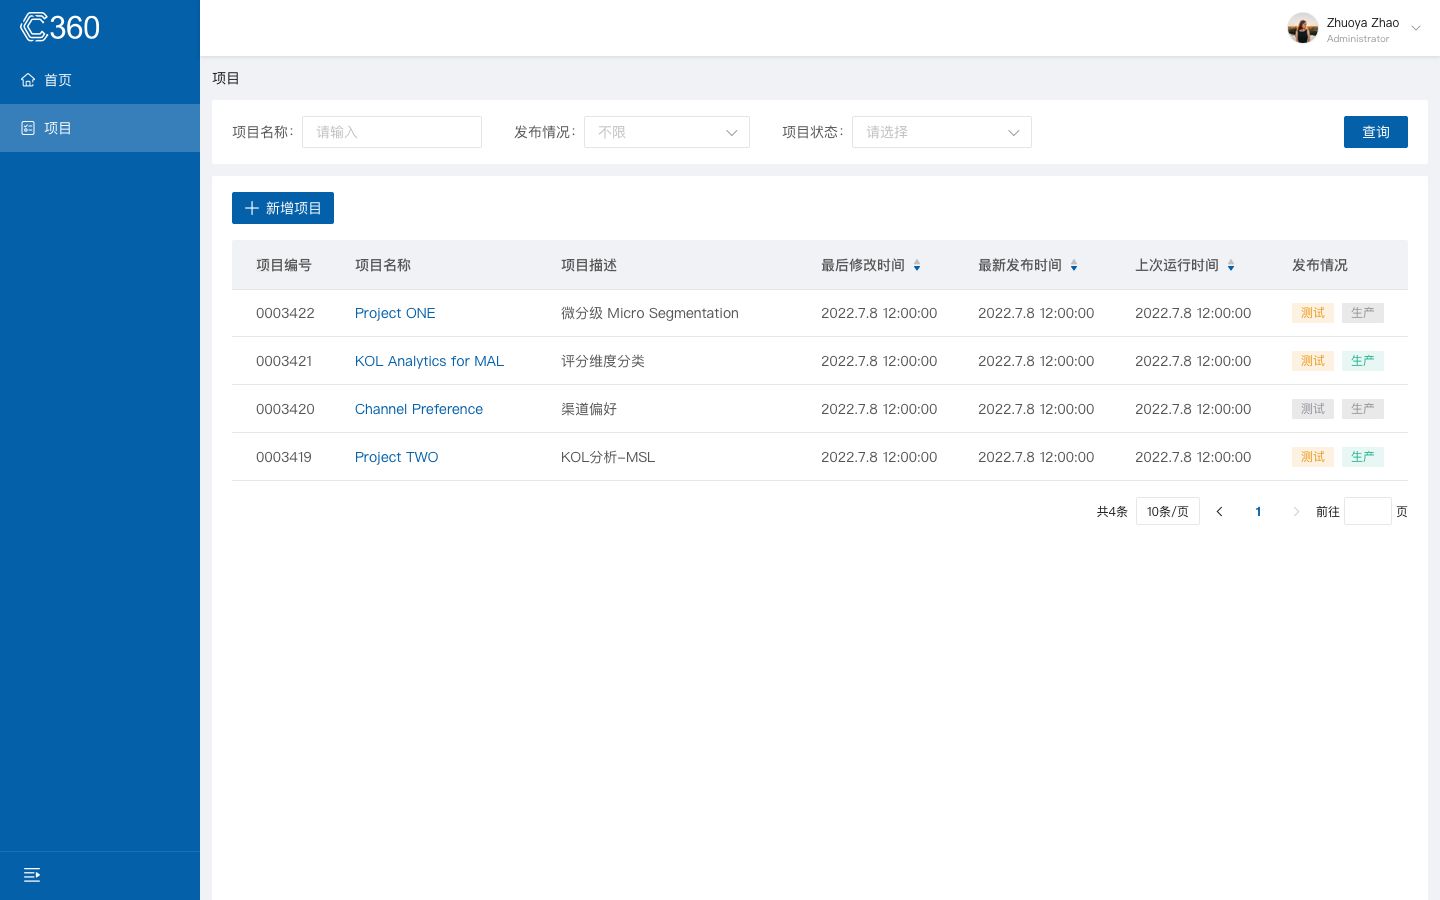 C360
Zhuoya Zhao
Administrator
首页
项目
项目
项目名称: 请输入 发布情况: 不限 项目状态: 请选择 查询
新增项目
项目编号 项目名称 项目描述 最后修改时间 最新发布时间 上次运行时间 发布情况
0003422 Project ONE 微分级 Micro Segmentation 2022.7.8 12:00:00 2022.7.8 12:00:00 2022.7.8 12:00:00 测试 生产
0003421 KOL Analytics for MAL 评分维度分类 2022.7.8 12:00:00 2022.7.8 12:00:00 2022.7.8 12:00:00 测试 生产
0003420 Channel Preference 渠道偏好 2022.7.8 12:00:00 2022.7.8 12:00:00 2022.7.8 12:00:00 测试 生产
0003419 Project TWO KOL分析–MSL 2022.7.8 12:00:00 2022.7.8 12:00:00 2022.7.8 12:00:00 测试 生产
共4条 10条/页 1 前往 页